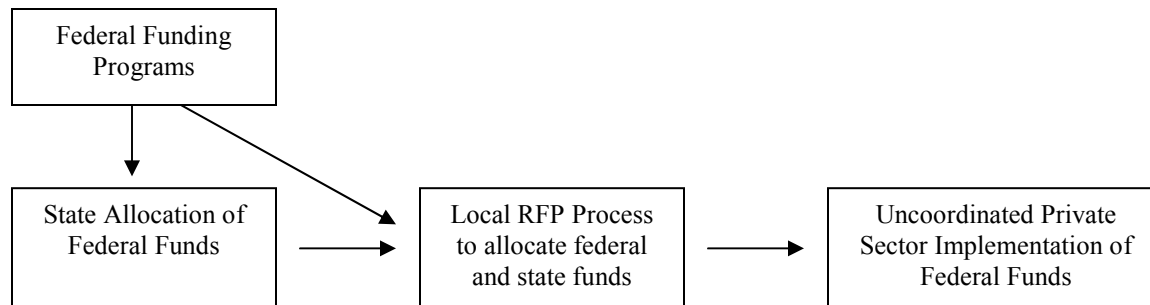 Federal Funding
Programs
State Allocation of
Federal Funds
Local RFP Process
to allocate federal
and state funds
Uncoordinated Private
Sector Implementation of
Federal Funds